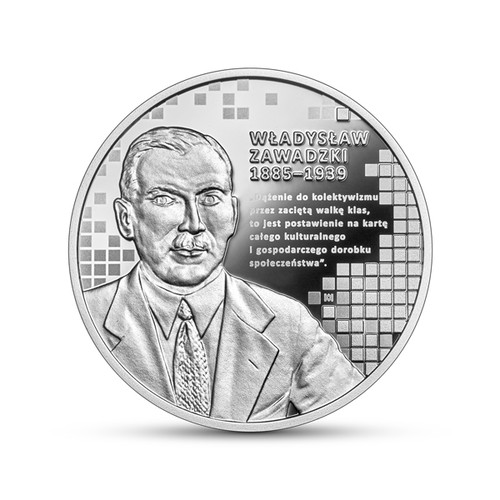 WŁADYSŁAW
ZAWADZKI
1885–1939
„Dążenie do kolektywizmu
przez zaciętą walkę klas,
to jest postawienie na kartę
całego kulturalnego
i gospodarczego dorobku
społeczeństwa”.